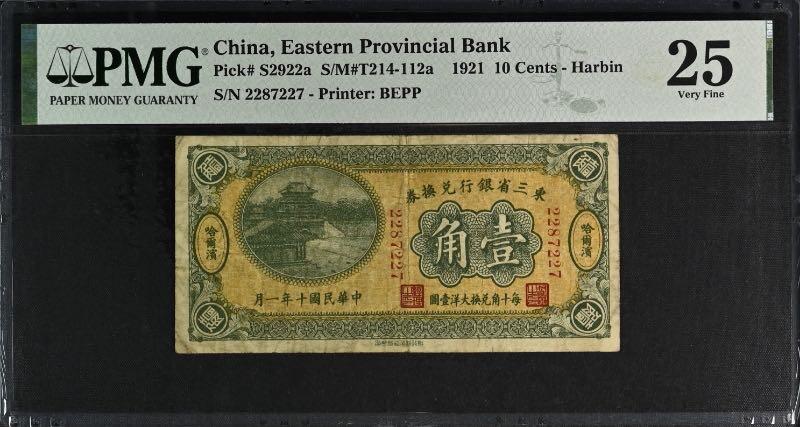 PMG®
PAPER MONEY GUARANTY
China, Eastern Provincial Bank
Pick# S2922a S/M#T214-112a 1921 10 Cents - Harbin
S/N 2287227 - Printer: BEPP
25
Very Fine
券換兌行銀省三東
哈爾濱
2287227
角壹
2287227
哈爾濱
月一年十國民華中
圖壹洋大換兌角十每